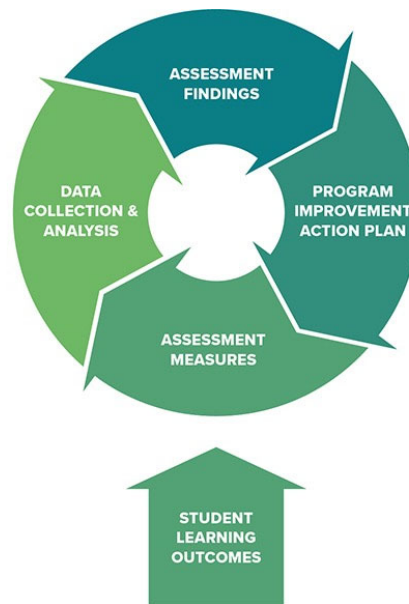 ASSESSMENT
FINDINGS
DATA
COLLECTION &
ANALYSIS
PROGRAM
IMPROVEMENT
ACTION PLAN
ASSESSMENT
MEASURES
STUDENT
LEARNING
OUTCOMES